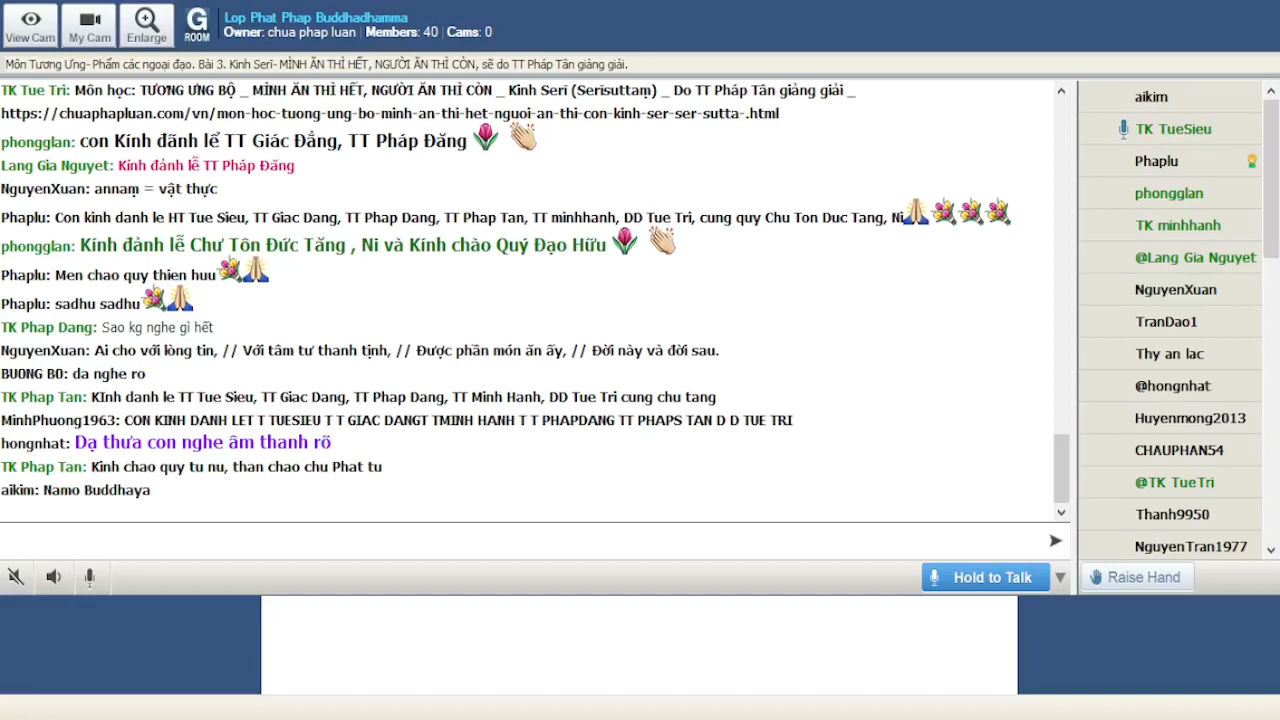 View Cam
My Cam
Enlarge
G
ROOM
Lop Phat Phap Buddhadhamma
Owner: chua phap luan | Members: 40 | Cams: 0
Môn Tương Ưng- Phẩm các ngoại đạo. Bài 3. Kinh Serī- MÌNH ĂN THÌ HẾT, NGƯỜI ĂN THÌ CÒN, sẽ do TT Pháp Tân giảng giải.
TK Tue Tri: Môn học: TƯƠNG ƯNG BỘ _ MÌNH ĂN THÌ HẾT, NGƯỜI ĂN THÌ CÒN _ Kinh Serī (Serīsuttaṃ) _ Do TT Pháp Tân giảng giải _
https://chuaphapluan.com/vn/mon-hoc-tuong-ung-bo-minh-an-thi-het-nguoi-an-thi-con-kinh-ser-ser-sutta-.html
phongglan: con Kính đãnh lể TT Giác Đẳng, TT Pháp Đăng
Lang Gia Nguyet: Kính đảnh lễ TT Pháp Đăng
NguyenXuan: annaṃ = vật thực
Phaplu: Con kinh danh le HT Tue Sieu, TT Giac Dang, TT Phap Dang, TT Phap Tan, TT minhhanh, DD Tue Tri, cung quy Chu Ton Duc Tang, Ni
phongglan: Kính đảnh lễ Chư Tôn Đức Tăng , Ni và Kính chào Quý Đạo Hữu
Phaplu: Men chao quy thien huu
Phaplu: sadhu sadhu
TK Phap Dang: Sao kg nghe gì hết
NguyenXuan: Ai cho với lòng tin, // Với tâm tư thanh tịnh, // Được phần món ăn ấy, // Đời này và đời sau.
BUONG BO: da nghe ro
TK Phap Tan: KInh danh le TT Tue Sieu, TT Giac Dang, TT Phap Dang, TT Minh Hanh, DD Tue Tri cung chu tang
MinhPhuong1963: CON KINH DANH LET T TUESIEU T T GIAC DANGT TMINH HANH T T PHAPDANG TT PHAPS TAN D D TUE TRI
hongnhat: Dạ thưa con nghe âm thanh rõ
TK Phap Tan: Kinh chao quy tu nu, than chao chu Phat tu
aikim: Namo Buddhaya
aikim
TK TueSieu
Phaplu
phongglan
TK minhhanh
@Lang Gia Nguyet
NguyenXuan
TranDao1
Thy an lac
@hongnhat
Huyenmong2013
CHAUPHAN54
@TK TueTri
Thanh9950
NguyenTran1977
Hold to Talk
Raise Hand